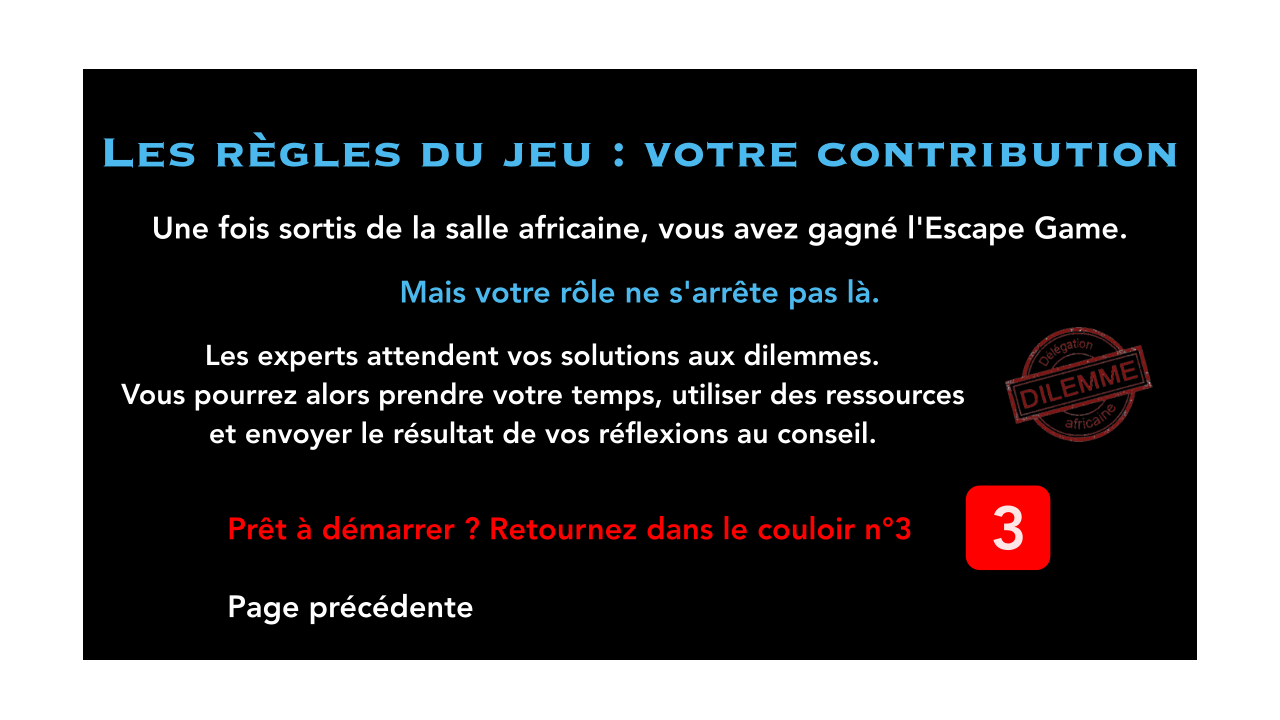 Les règles du jeu : votre contribution
Une fois sortis de la salle africaine, vous avez gagné l'Escape Game.
Mais votre rôle ne s'arrête pas là.
Les experts attendent vos solutions aux dilemmes.
Vous pourrez alors prendre votre temps, utiliser des ressources
et envoyer le résultat de vos réflexions au conseil.
Délégation
DILEMME
africaine
Prêt à démarrer ? Retournez dans le couloir n°3
3
Page précédente